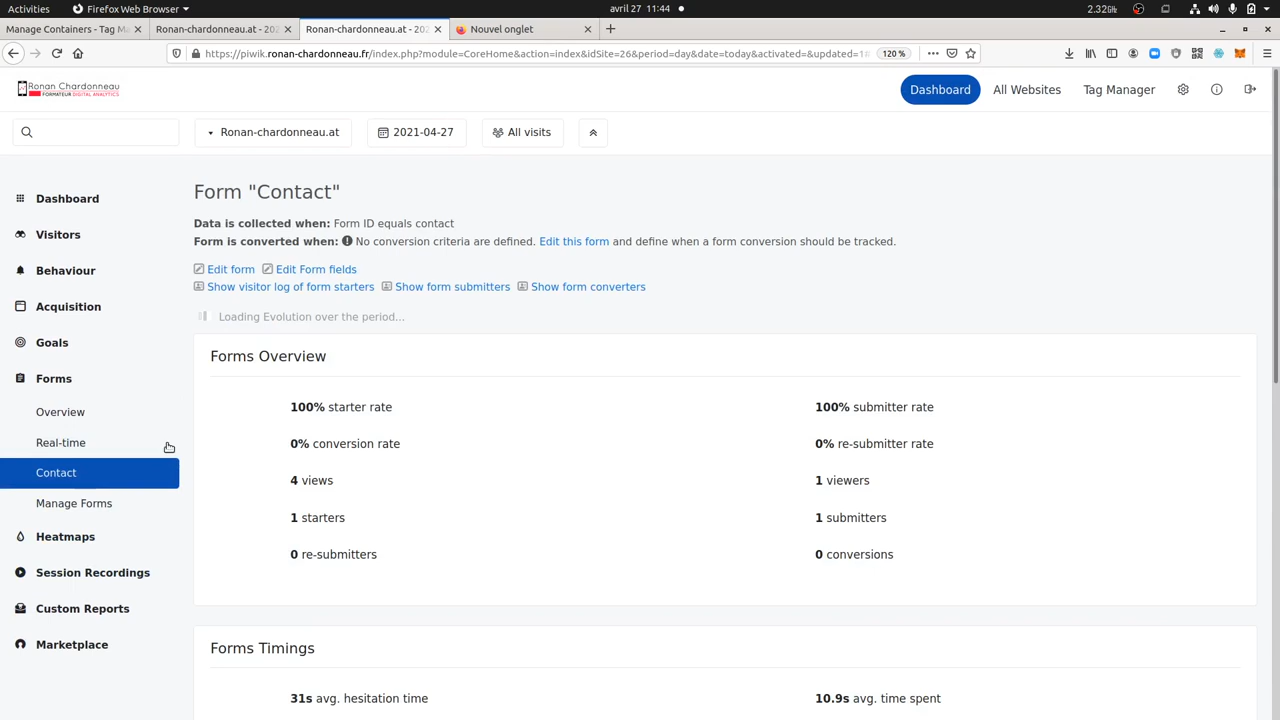 Activities
Firefox Web Browser
avril 27 11:44
2.32
Manage Containers - Tag Ma
Ronan-chardonneau.at - 202
Ronan-chardonneau.at - 202
Nouvel onglet
https://piwik.ronan-chardonneau.fr/index.php?module=CoreHome&action=index&idSite=26&period=day&date=today&activated=&updated=1
120 %
Ronan Chardonneau
FORMATEUR DIGITAL ANALYTICS
Dashboard
All Websites
Tag Manager
Ronan-chardonneau.at
2021-04-27
All visits
Dashboard
Visitors
Behaviour
Acquisition
Goals
Forms
Overview
Real-time
Contact
Manage Forms
Heatmaps
Session Recordings
Custom Reports
Marketplace
Form "Contact"
Data is collected when: Form ID equals contact
Form is converted when: No conversion criteria are defined. Edit this form and define when a form conversion should be tracked.
Edit form Edit Form fields
Show visitor log of form starters Show form submitters Show form converters
Loading Evolution over the period...
Forms Overview
100% starter rate
100% submitter rate
0% conversion rate
0% re-submitter rate
4 views
1 viewers
1 starters
1 submitters
0 re-submitters
0 conversions
Forms Timings
31s avg. hesitation time
10.9s avg. time spent